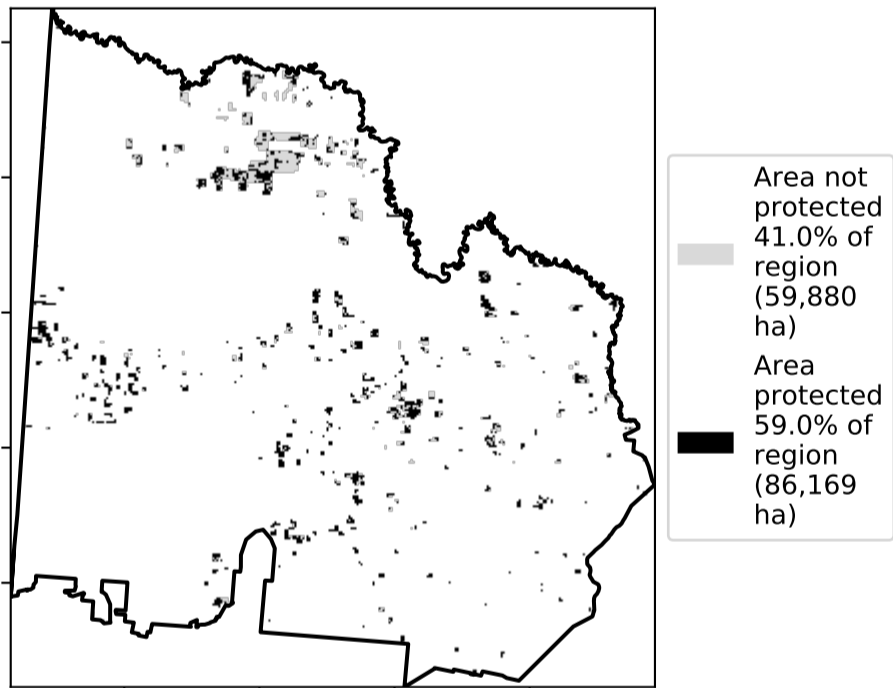 Area not
protected
41.0% of
region
(59,880
ha)
Area
protected
59.0% of
region
(86,169
ha)